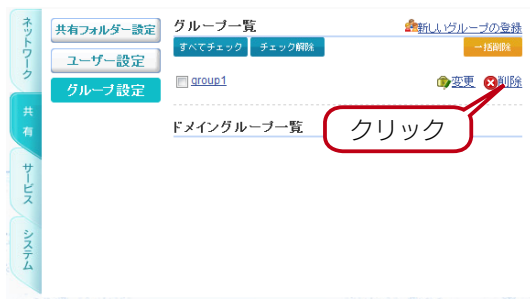 ネットワーク
共有
サービス
システム
共有フォルダー設定
ユーザー設定
グループ設定
グループ一覧
新しいグループの登録
すべてチェック チェック解除 一括削除
group1 変更 削除
ドメイングループ一覧
クリック